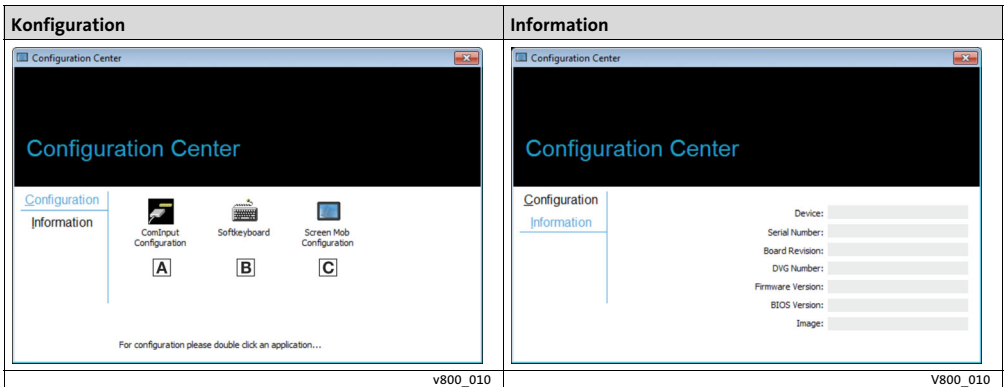 Konfiguration
Configuration Center
Configuration Center
Configuration
Information
ComInput
Configuration
A
Softkeyboard
B
Screen Mob
Configuration
C
For configuration please double click an application...
v800_010
Information
Configuration Center
Configuration Center
Configuration
Information
Device:
Serial Number:
Board Revision:
DVG Number:
Firmware Version:
BIOS Version:
Image:
V800_010